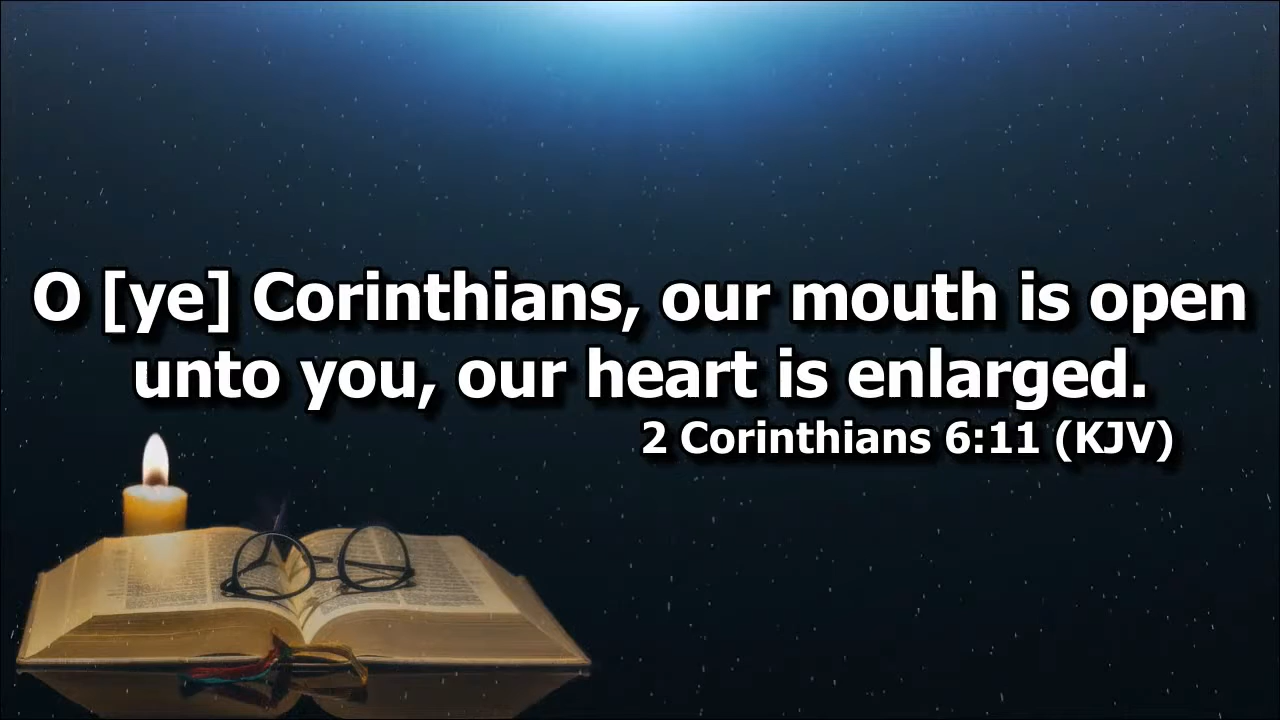 O [ye] Corinthians, our mouth is open
unto you, our heart is enlarged.
2 Corinthians 6:11 (KJV)